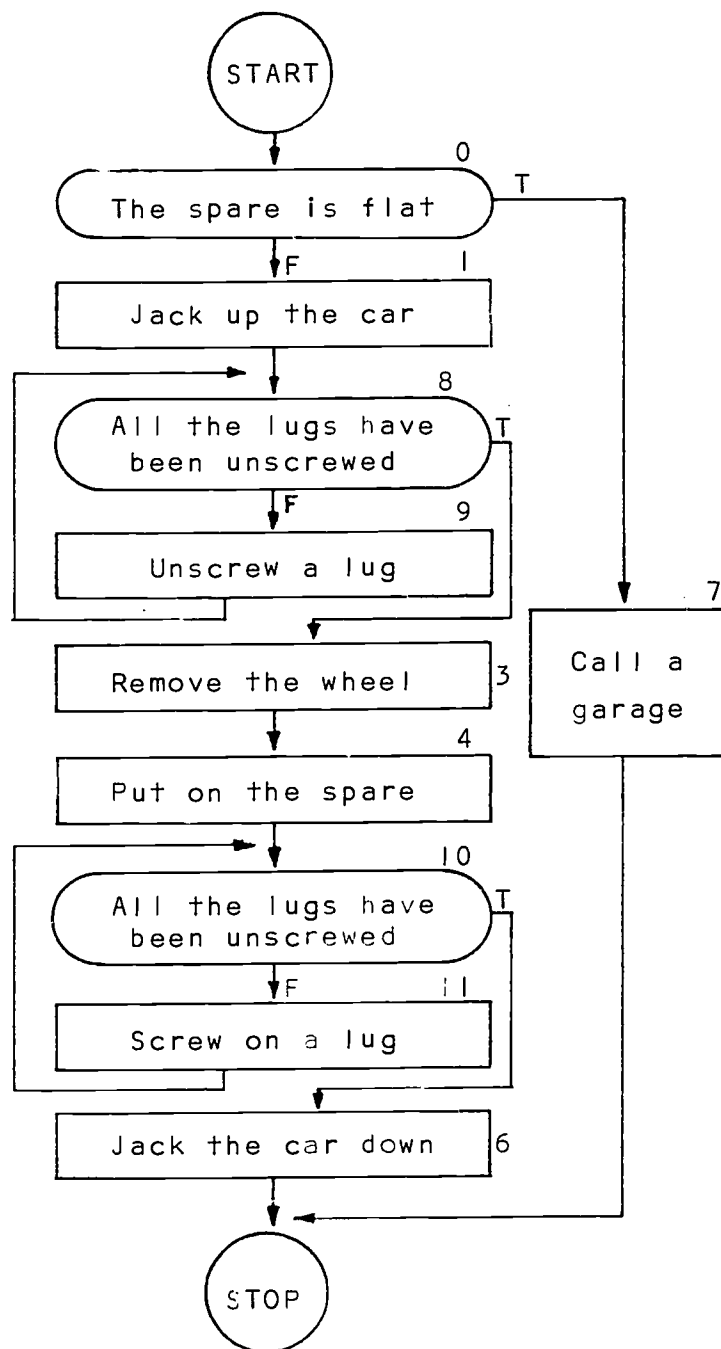 START
0
The spare is flat
T
F
1
Jack up the car
8
All the lugs have
been unscrewed
T
F
9
Unscrew a lug
7
Call a
garage
Remove the wheel
3
4
Put on the spare
10
All the lugs have
been unscrewed
T
F
11
Screw on a lug
Jack the car down
6
STOP